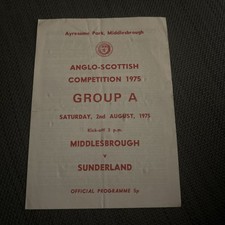 Ayresome Park, Middlesbrough
ANGLO-SCOTTISH
COMPETITION 1975
GROUP A
SATURDAY, 2nd AUGUST, 1975
Kick-off 3 p.m.
MIDDLESBROUGH
v
SUNDERLAND
OFFICIAL PROGRAMME 5p